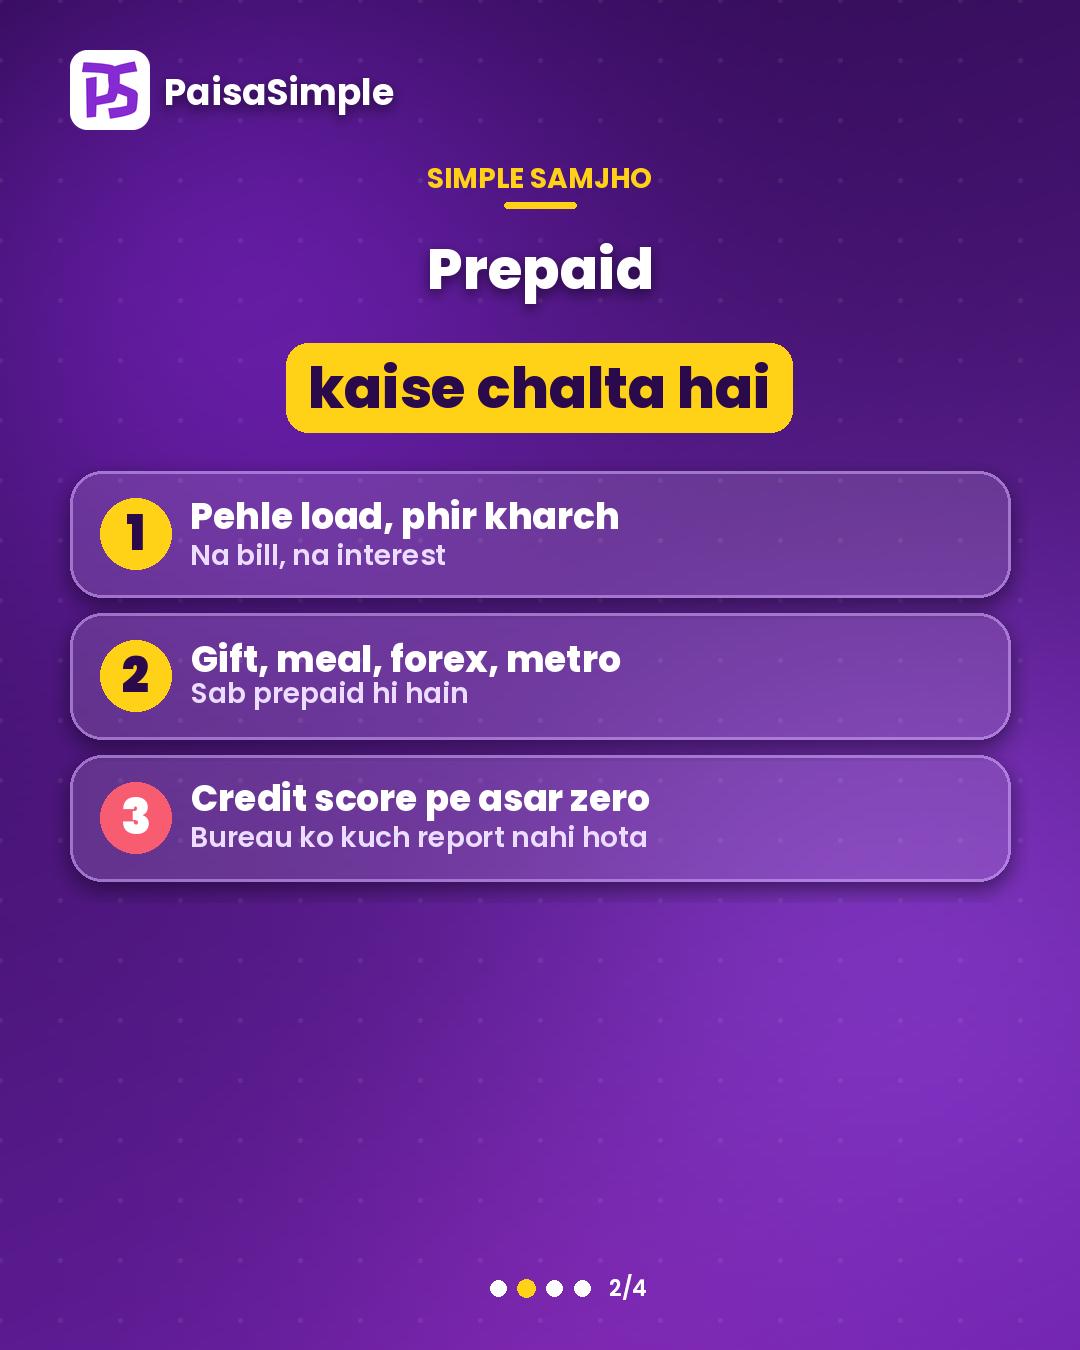 PS PaisaSimple
SIMPLE SAMJHO
Prepaid
kaise chalta hai
1
Pehle load, phir kharch
Na bill, na interest
2
Gift, meal, forex, metro
Sab prepaid hi hain
3
Credit score pe asar zero
Bureau ko kuch report nahi hota
2/4